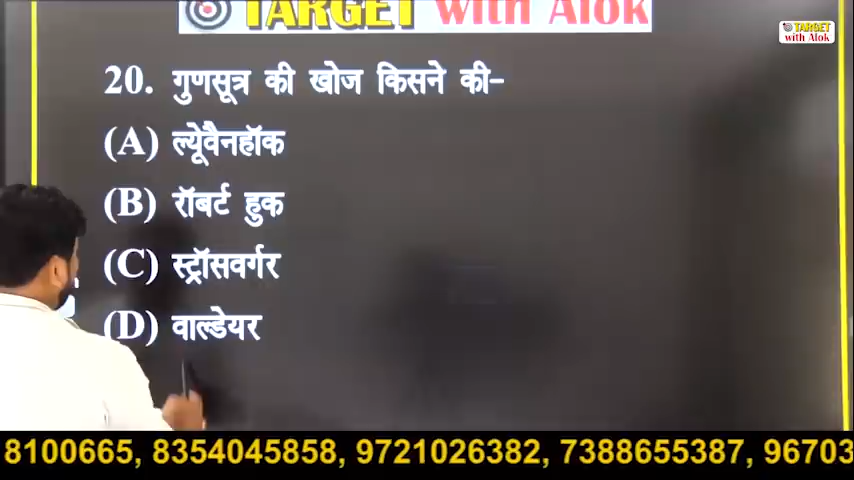 TARGET with Alok
TARGET
with Alok
20. गुणसूत्र की खोज किसने की-
(A) ल्यूवैनहॉक
(B) रॉबर्ट हुक
(C) स्ट्रॉसवर्गर
(D) वाल्डेयर
8100665, 8354045858, 9721026382, 7388655387, 96703